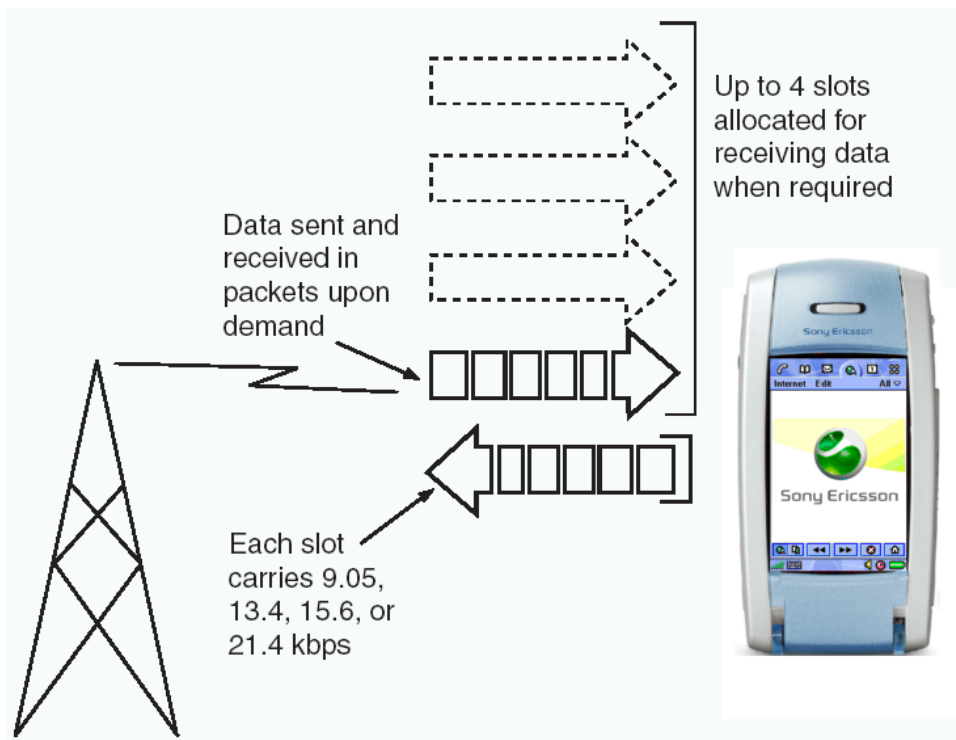 Up to 4 slots
allocated for
receiving data
when required
Data sent and
received in
packets upon
demand
Each slot
carries 9.05,
13.4, 15.6, or
21.4 kbps
Sony Ericsson
Internet Edit All
Sony Ericsson